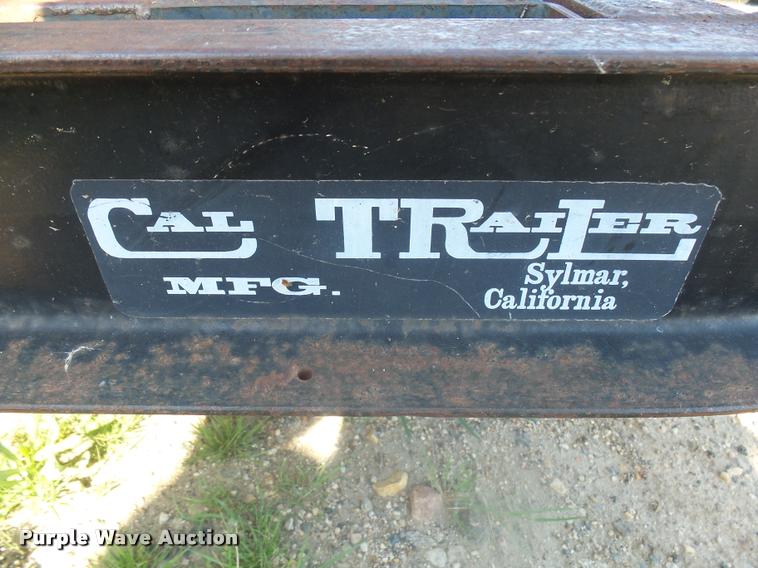 CAL TRAILER
MFG. Sylmar,
California
Purple Wave Auction